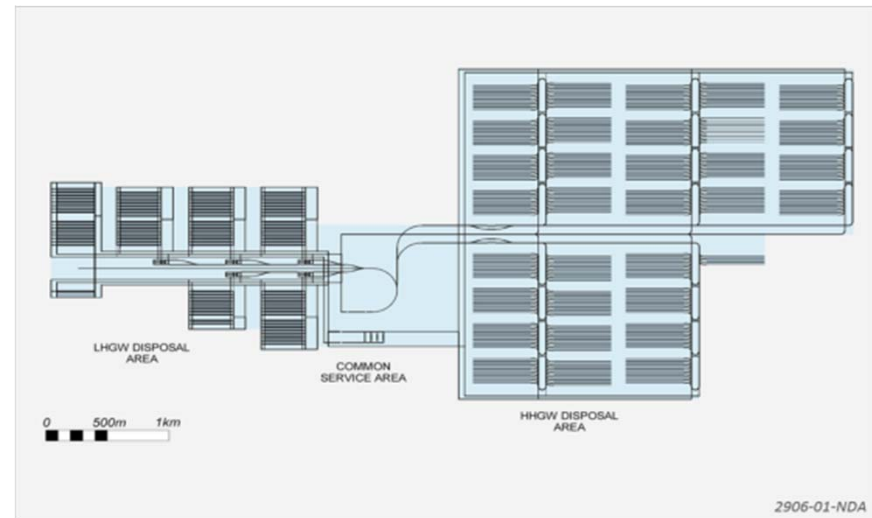 LHGW DISPOSAL
AREA
COMMON
SERVICE AREA
HHGW DISPOSAL
AREA
0 500m 1km
2906-01-NDA